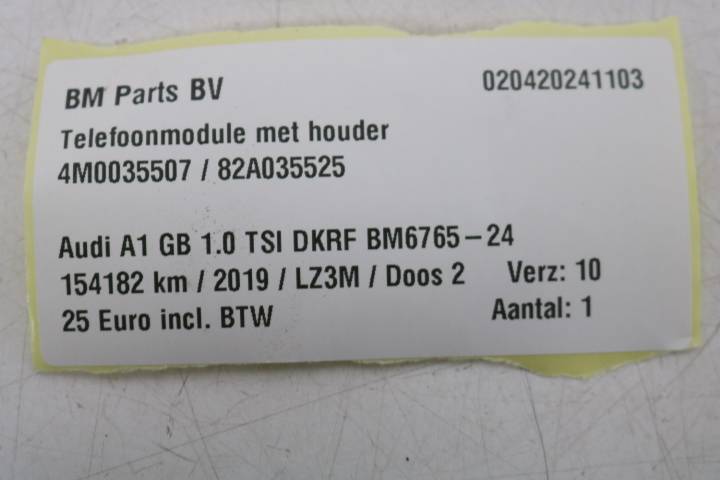 BM Parts BV 020420241103
Telefoonmodule met houder
4M0035507 / 82A035525
Audi A1 GB 1.0 TSI DKRF BM6765-24
154182 km / 2019 / LZ3M / Doos 2 Verz: 10
25 Euro incl. BTW Aantal: 1